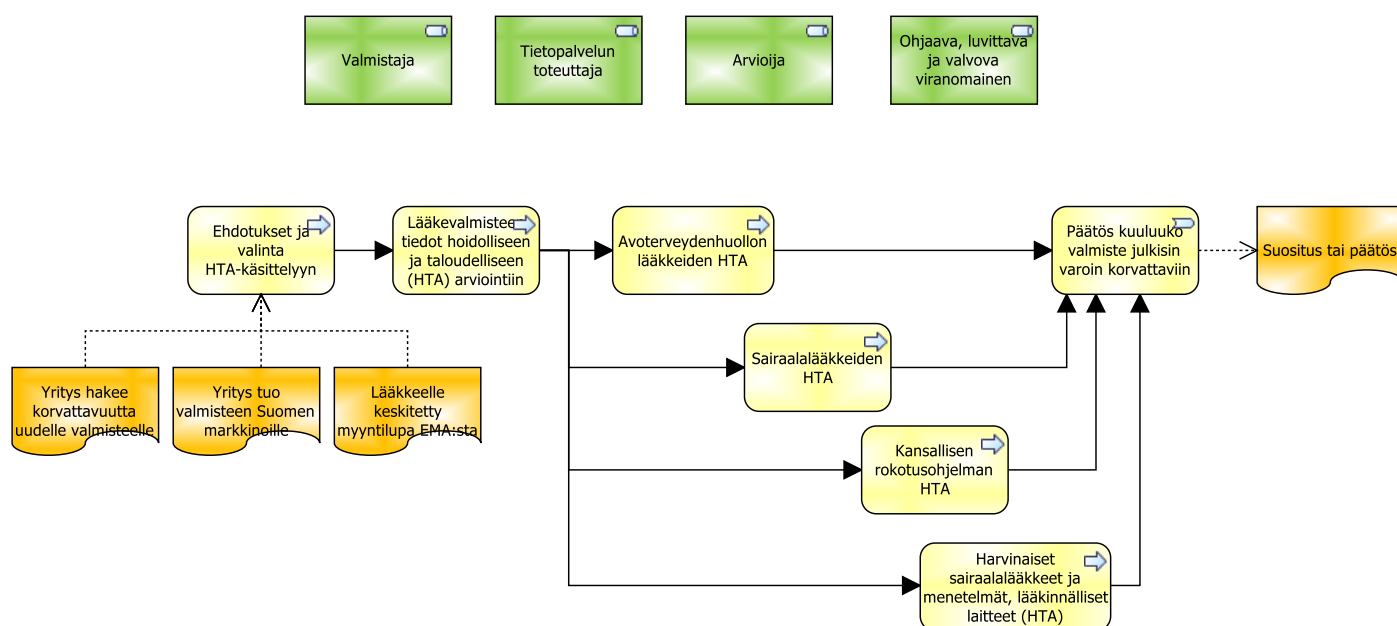 Valmistaja
Tietopalvelun
toteuttaja
Arvioija
Ohjaava, luvittava
ja valvova
viranomainen
Ehdotukset ja
valinta
HTA-käsittelyyn
Lääkevalmisteen
tiedot hoidolliseen
ja taloudelliseen
(HTA) arviointiin
Avoterveydenhuollon
lääkkeiden HTA
Päätös kuuluuko
valmiste julkisin
varoin korvattaviin
Suositus tai päätös
Sairaalalääkkeiden
HTA
Yritys hakee
korvattavuutta
uudelle valmisteelle
Yritys tuo
valmisteen Suomen
markkinoille
Lääkkeelle
keskitetty
myyntilupa EMA:sta
Kansallisen
rokotusohjelman
HTA
Harvinaiset
sairaalalääkkeet ja
menetelmät, lääkinnälliset
laitteet (HTA)